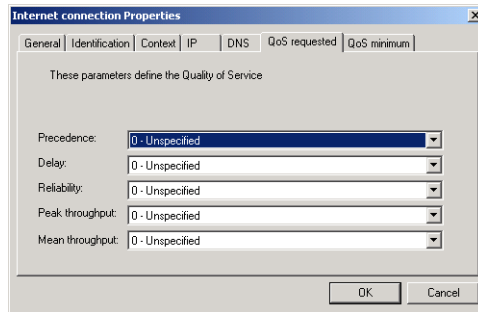 Internet connection Properties
General
Identification
Context
IP
DNS
QoS requested
QoS minimum
These parameters define the Quality of Service
Precedence: 0 - Unspecified
Delay: 0 - Unspecified
Reliability: 0 - Unspecified
Peak throughput: 0 - Unspecified
Mean throughput: 0 - Unspecified
OK Cancel